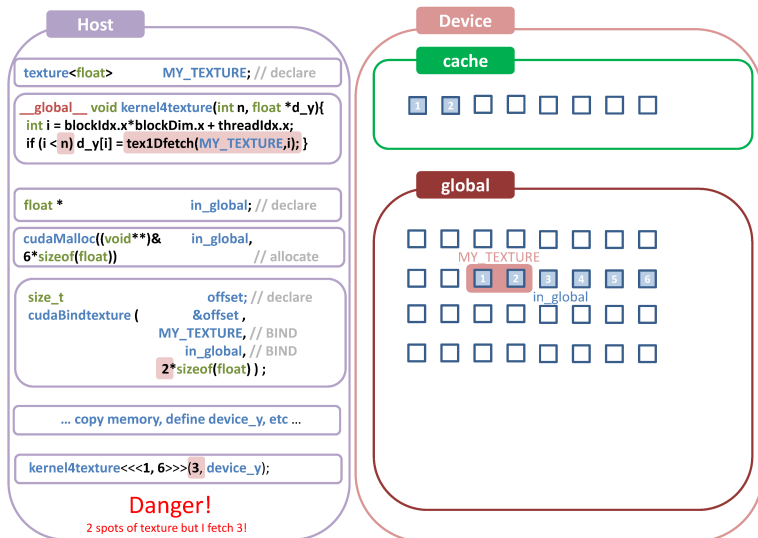 Host
texture<float> MY_TEXTURE; // declare
__global__ void kernel4texture(int n, float *d_y){
int i = blockIdx.x*blockDim.x + threadIdx.x;
if (i < n) d_y[i] = tex1Dfetch(MY_TEXTURE,i); }
float * in_global; // declare
cudaMalloc((void**)& in_global,
6*sizeof(float)) // allocate
size_t offset; // declare
cudaBindtexture ( &offset ,
MY_TEXTURE, // BIND
in_global, // BIND
2*sizeof(float) ) ;
... copy memory, define device_y, etc ...
kernel4texture<<<1, 6>>>(3, device_y);
Danger!
2 spots of texture but I fetch 3!
Device
cache
1 2
global
MY_TEXTURE
1 2 3 4 5 6
in_global